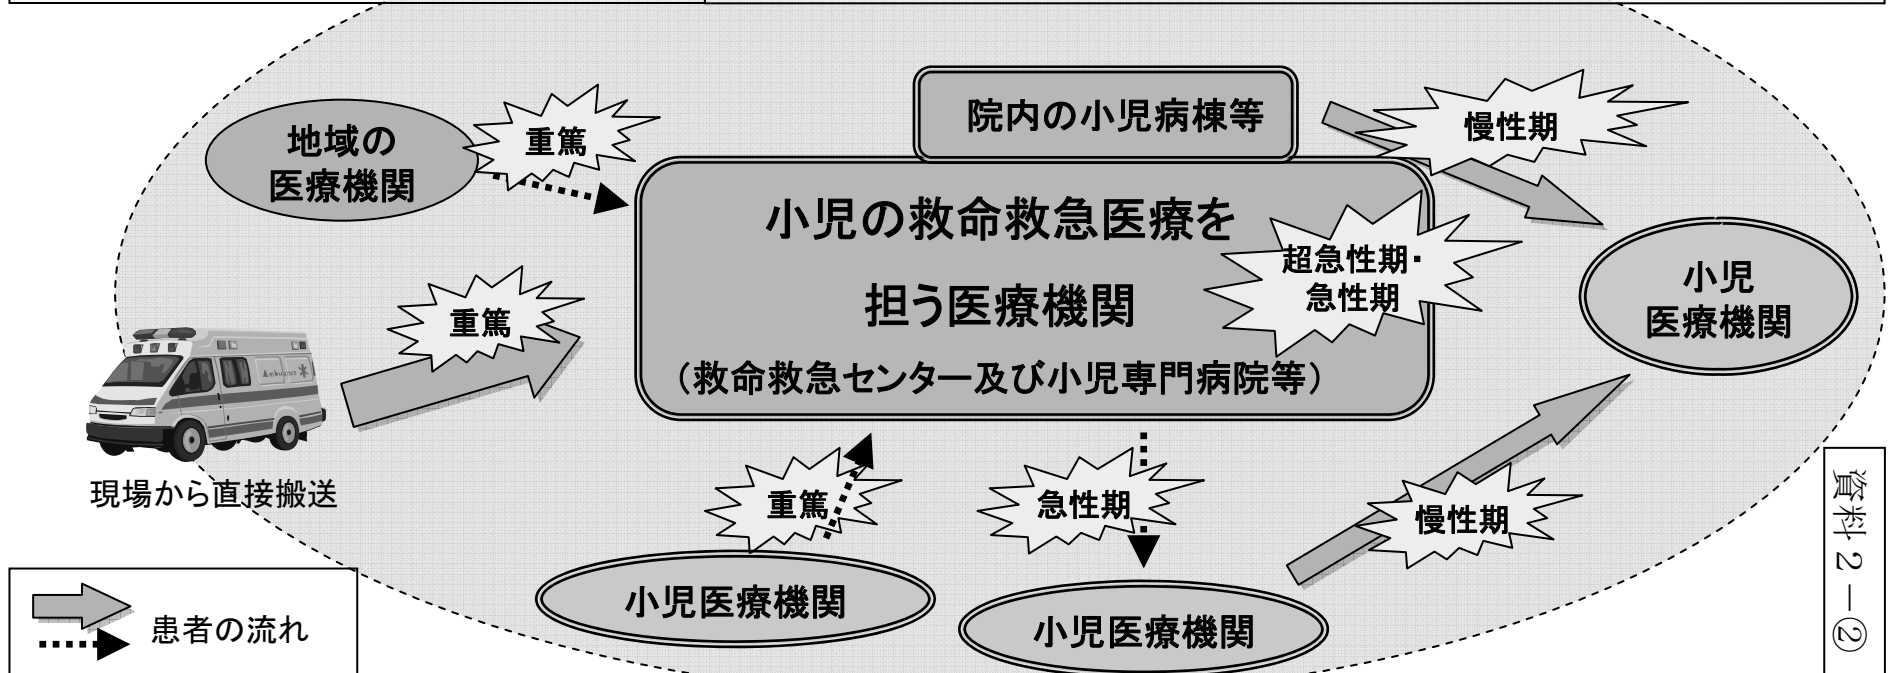 院内の小児病棟等
慢性期
地域の
医療機関
重篤
小児の救命救急医療を
担う医療機関
（救命救急センター及び小児専門病院等）
超急性期・
急性期
小児
医療機関
重篤
Ambulance
現場から直接搬送
重篤
急性期
慢性期
小児医療機関
小児医療機関
患者の流れ
資料２－②